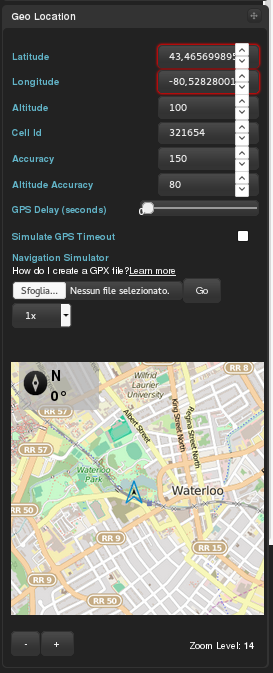 Geo Location
Latitude 43,465699895
Longitude -80,52828001
Altitude 100
Cell Id 321654
Accuracy 150
Altitude Accuracy 80
GPS Delay (seconds) 0
Simulate GPS Timeout
Navigation Simulator
How do I create a GPX file?Learn more
Sfoglia... Nessun file selezionato. Go
1x
N
0°
RR 8
Wilfrid
Laurier
University
RR 57
Albert Street
King Street North
Regina Street North
RR 57
Waterloo
Park
Waterloo
RR 50
RR 15
RR 9
RR 9
RR 50
- + Zoom Level: 14